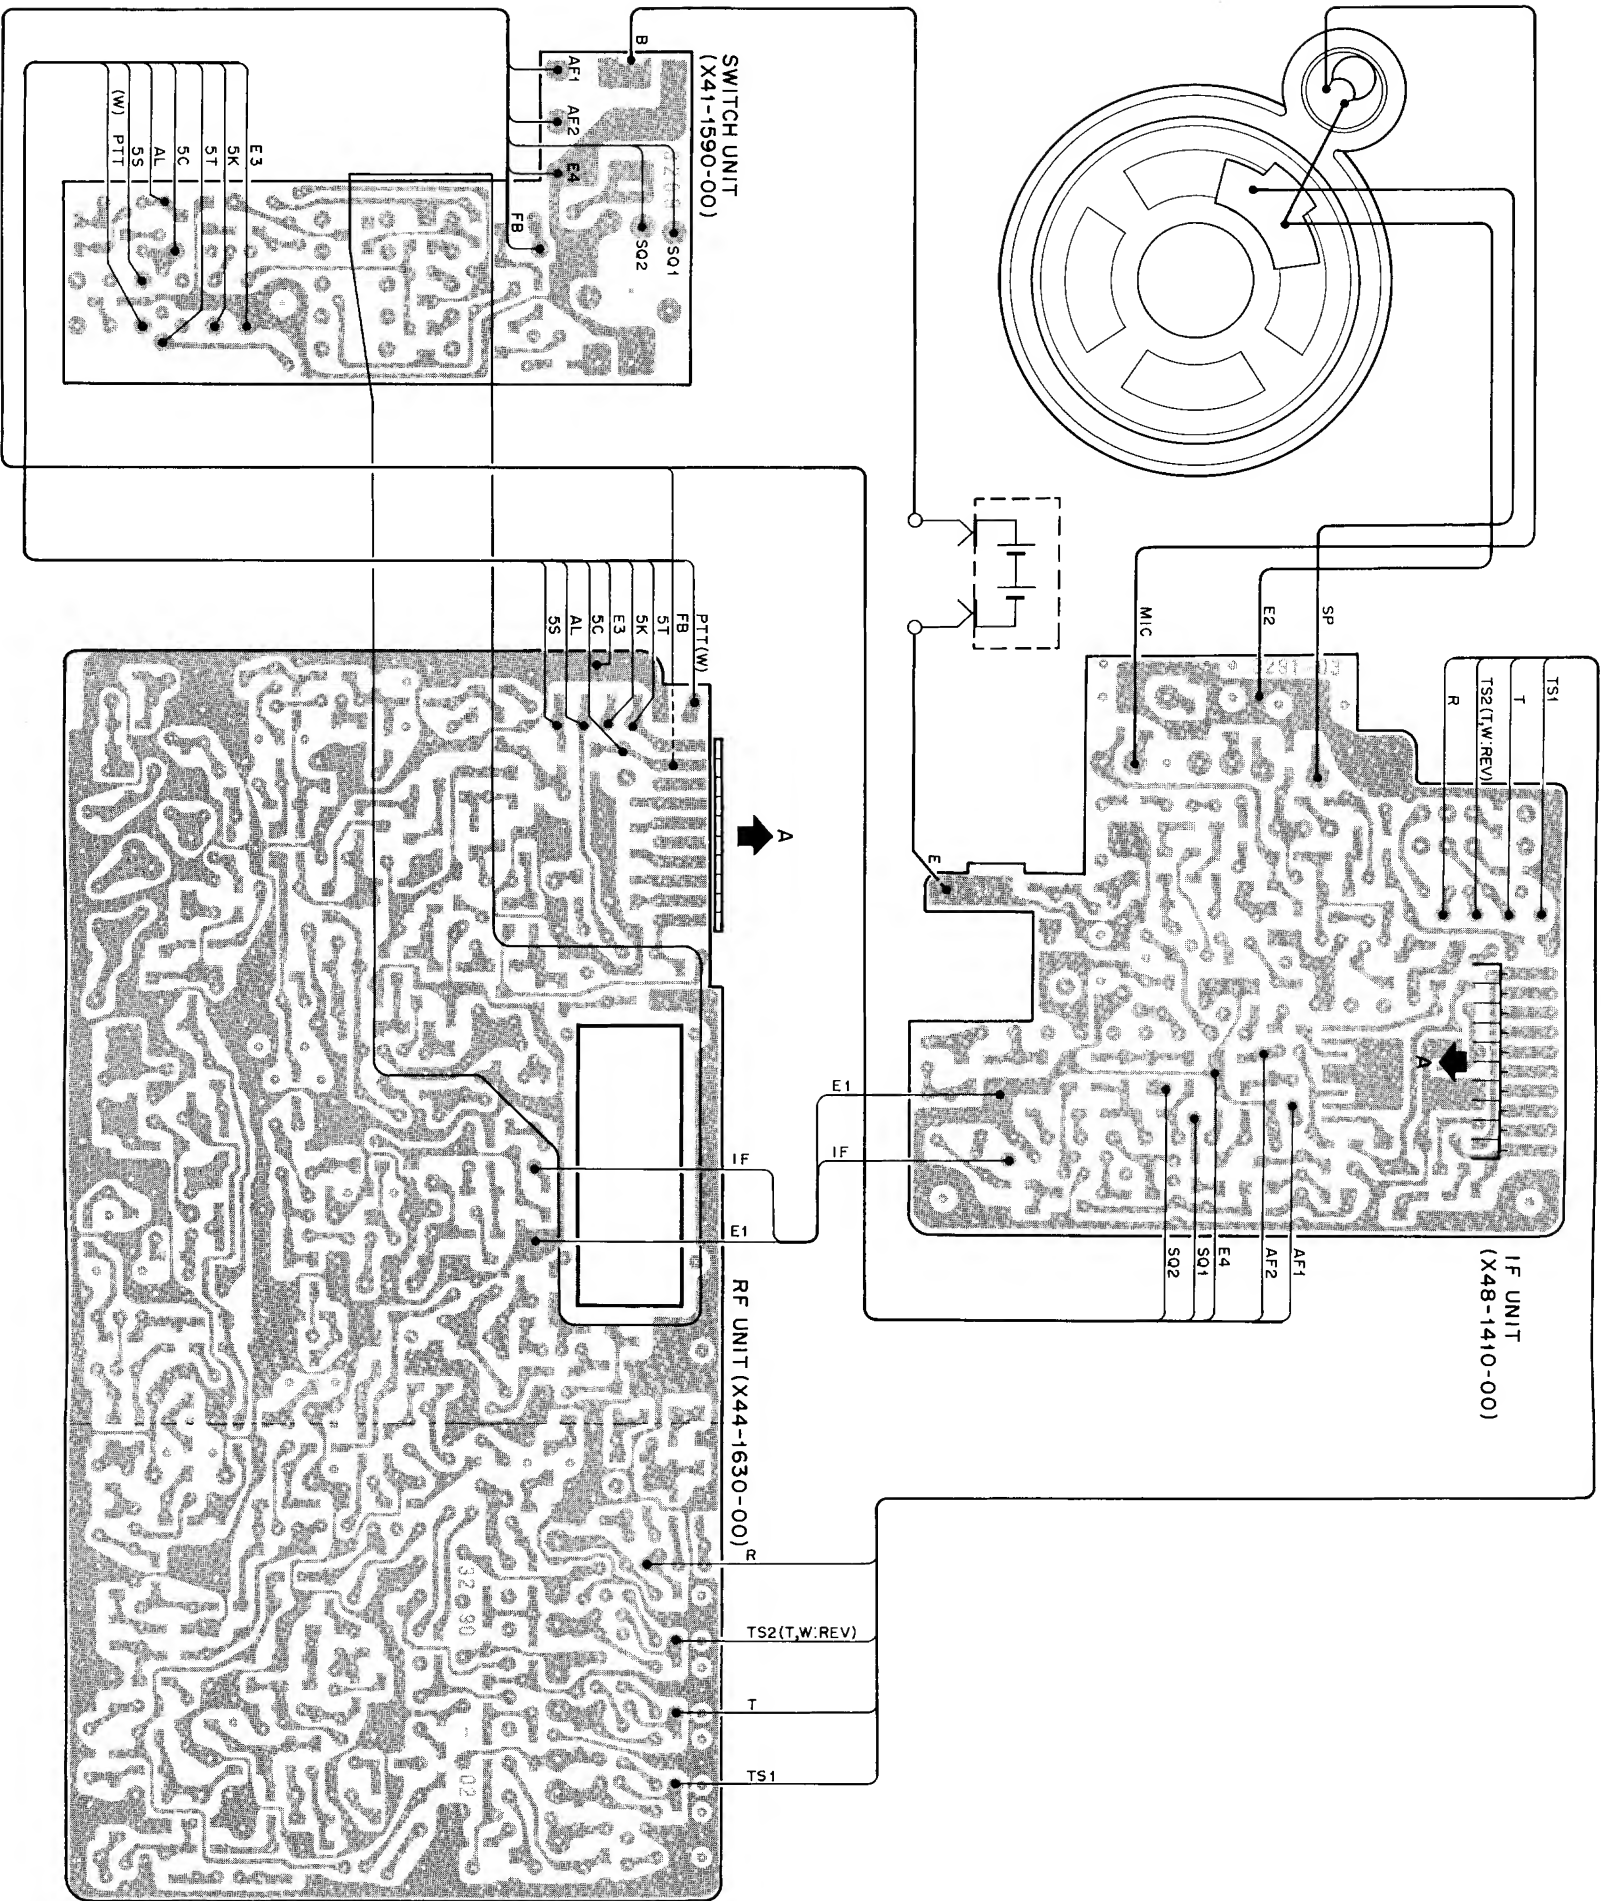 B
SWITCH UNIT
(X41-1590-00)
AF1
AF2
E4
FB
SQ2
SQ1
(W) PTT
5S
AL
5C
5T
5K
E3
MIC
E2
SP
TS1
T
TS2(T,W:REV)
R
291-03
5S
AL
5C
E3
5K
5T
FB
PTT(W)
A
E
A
E1
IF
IF
E1
SQ2
SQ1
E4
AF2
AF1
IF UNIT
(X48-1410-00)
RF UNIT (X44-1630-00)
R
TS2(T,W:REV)
T
TS1